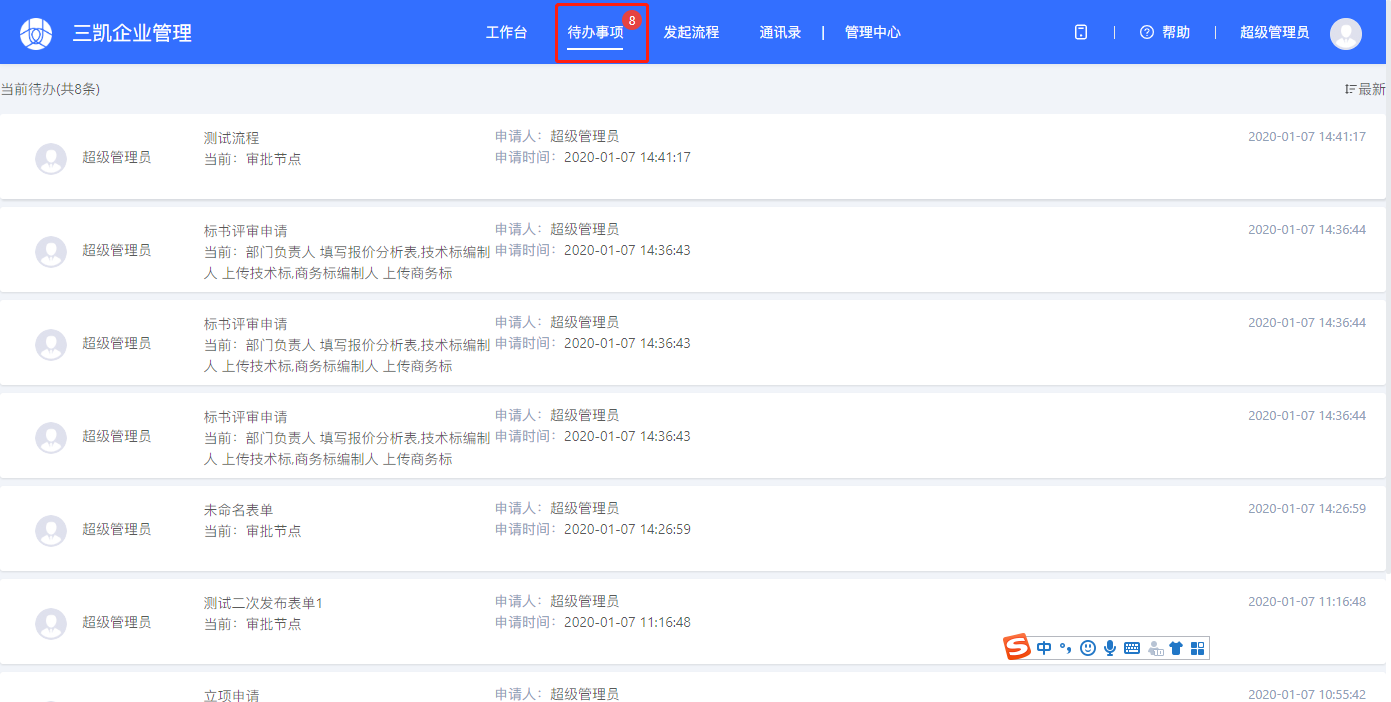 三凯企业管理 工作台 待办事项 8 发起流程 通讯录 | 管理中心 | 帮助 | 超级管理员
当前待办(共8条) 最新
超级管理员
测试流程
当前：审批节点
申请人：超级管理员
申请时间：2020-01-07 14:41:17
2020-01-07 14:41:17
超级管理员
标书评审申请
当前：部门负责人 填写报价分析表,技术标编制
人 上传技术标,商务标编制人 上传商务标
申请人：超级管理员
申请时间：2020-01-07 14:36:43
2020-01-07 14:36:44
超级管理员
标书评审申请
当前：部门负责人 填写报价分析表,技术标编制
人 上传技术标,商务标编制人 上传商务标
申请人：超级管理员
申请时间：2020-01-07 14:36:43
2020-01-07 14:36:44
超级管理员
标书评审申请
当前：部门负责人 填写报价分析表,技术标编制
人 上传技术标,商务标编制人 上传商务标
申请人：超级管理员
申请时间：2020-01-07 14:36:43
2020-01-07 14:36:44
超级管理员
未命名表单
当前：审批节点
申请人：超级管理员
申请时间：2020-01-07 14:26:59
2020-01-07 14:26:59
超级管理员
测试二次发布表单1
当前：审批节点
申请人：超级管理员
申请时间：2020-01-07 11:16:48
2020-01-07 11:16:48
S 中 °,
立项申请
申请人：超级管理员
2020-01-07 10:55:42